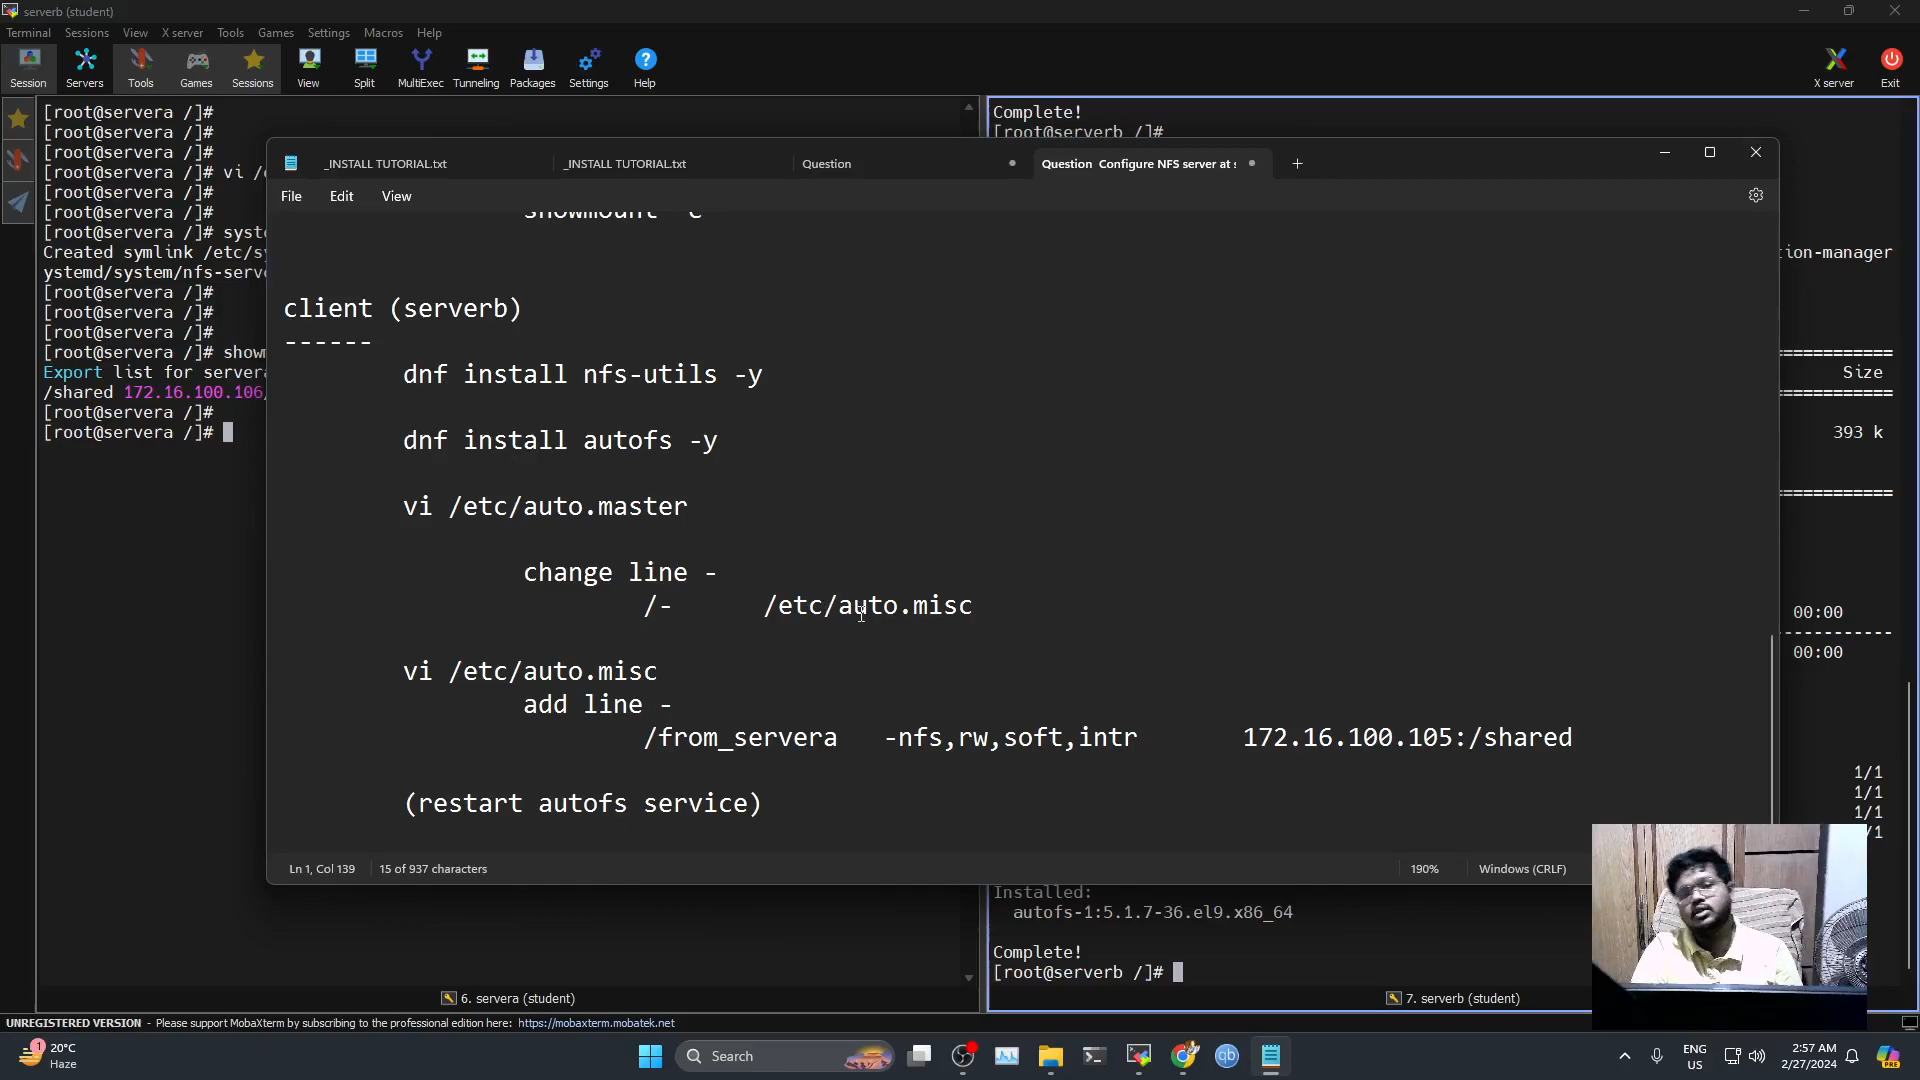 serverb (student)
Terminal Sessions View X server Tools Games Settings Macros Help
Session Servers Tools Games Sessions View Split MultiExec Tunneling Packages Settings Help X server Exit
[root@servera /]#
[root@servera /]#
[root@servera /]#
[root@servera /]# vi /
[root@servera /]#
[root@servera /]#
[root@servera /]# syst
Created symlink /etc/sy
ystemd/system/nfs-serv
[root@servera /]#
[root@servera /]#
[root@servera /]#
[root@servera /]# show
Export list for server
/shared 172.16.100.106
[root@servera /]#
[root@servera /]#
6. servera (student)
Complete!
[root@serverb /]#
ion-manager
Size
393 k
00:00
00:00
1/1
1/1
1/1
/1
Installed:
autofs-1:5.1.7-36.el9.x86_64
Complete!
[root@serverb /]#
7. serverb (student)
_INSTALL TUTORIAL.txt _INSTALL TUTORIAL.txt Question Question Configure NFS server at
File Edit View
showmount -e
client (serverb)
------
dnf install nfs-utils -y
dnf install autofs -y
vi /etc/auto.master
change line -
/- /etc/auto.misc
vi /etc/auto.misc
add line -
/from_servera -nfs,rw,soft,intr 172.16.100.105:/shared
(restart autofs service)
Ln 1, Col 139 15 of 937 characters 190% Windows (CRLF)
UNREGISTERED VERSION - Please support MobaXterm by subscribing to the professional edition here: https://mobaxterm.mobatek.net
1
20°C
Haze
Search
qb
ENG
US
2:57 AM
2/27/2024
PRE